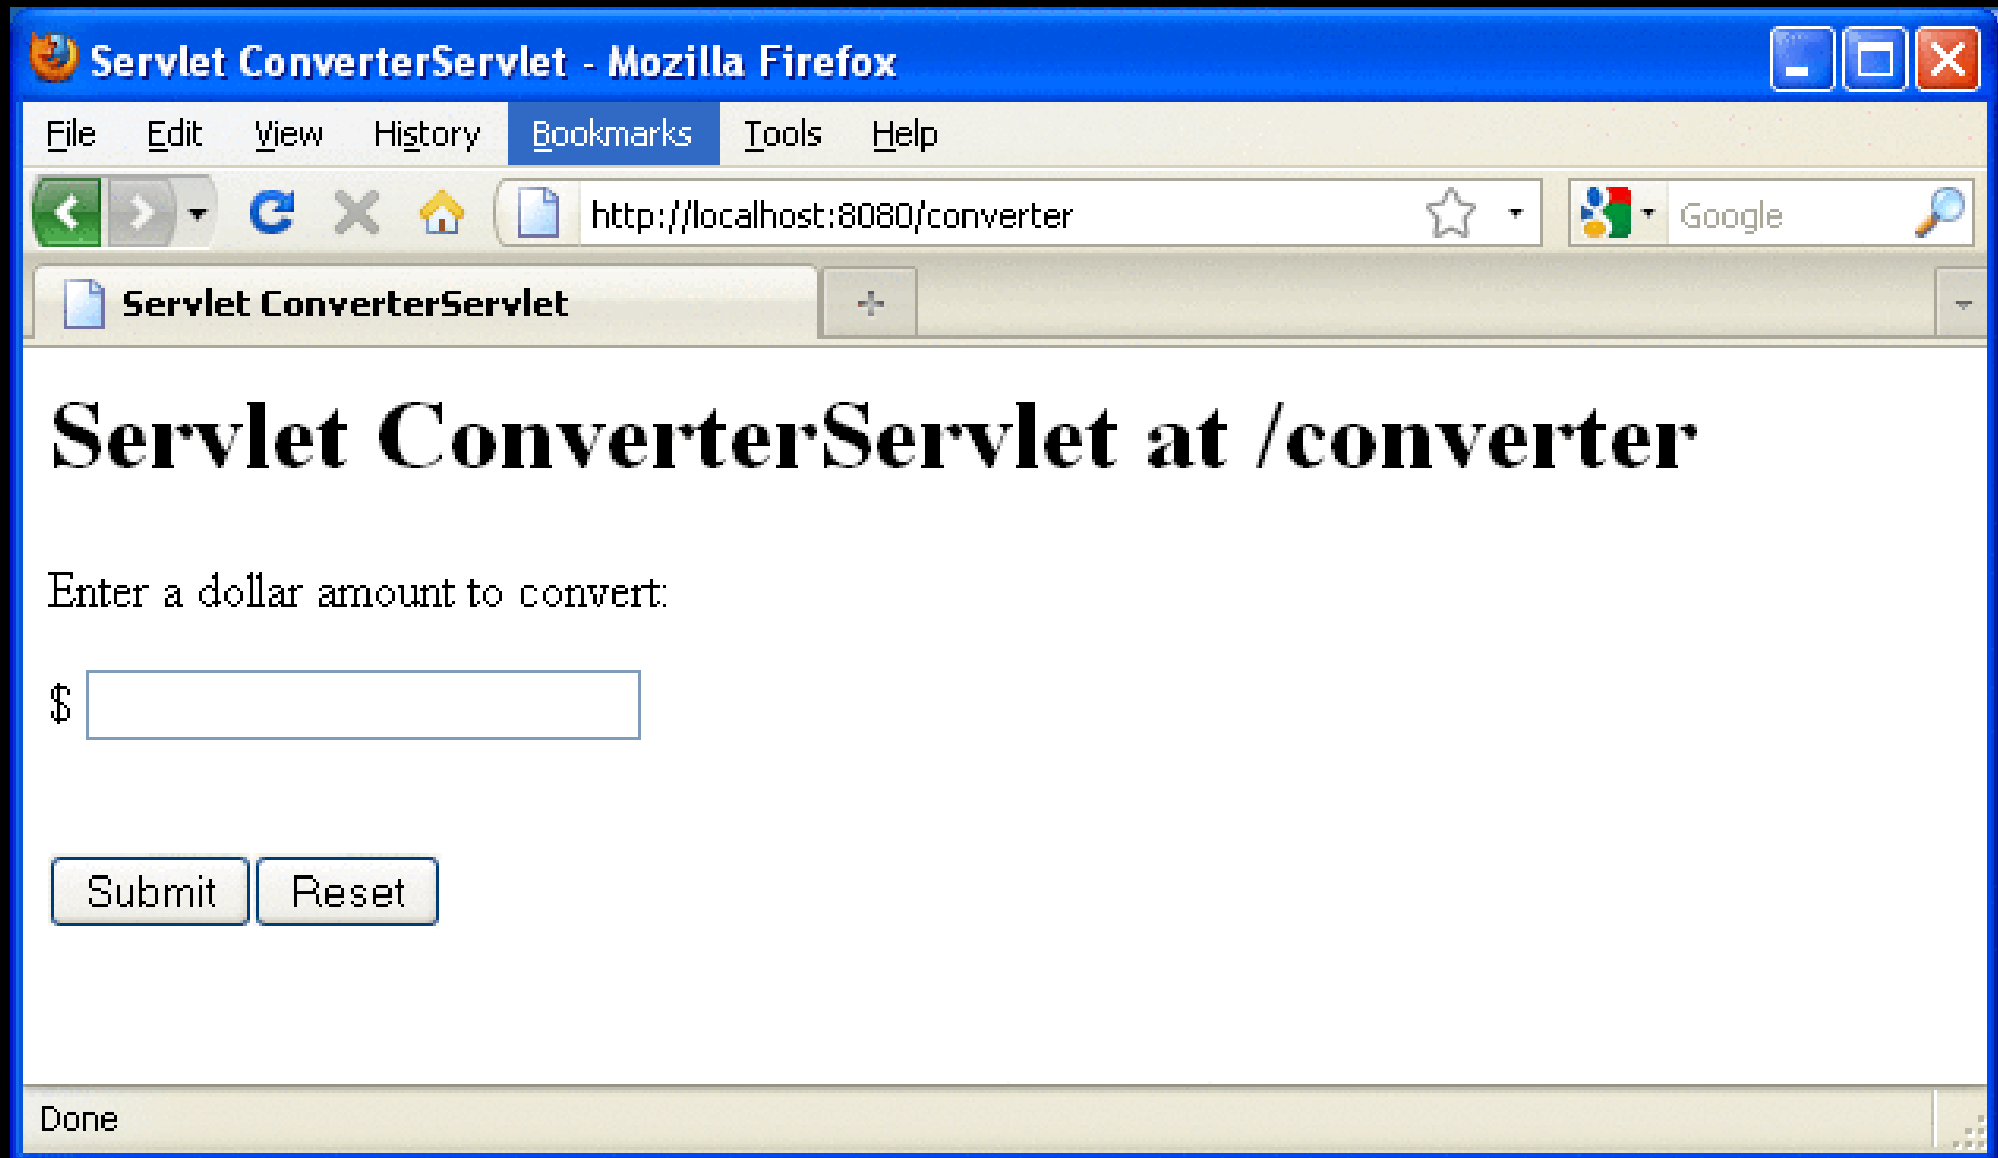 Servlet ConverterServlet - Mozilla Firefox
File Edit View History Bookmarks Tools Help
http://localhost:8080/converter Google
Servlet ConverterServlet
Servlet ConverterServlet at /converter
Enter a dollar amount to convert:
$
Submit Reset
Done